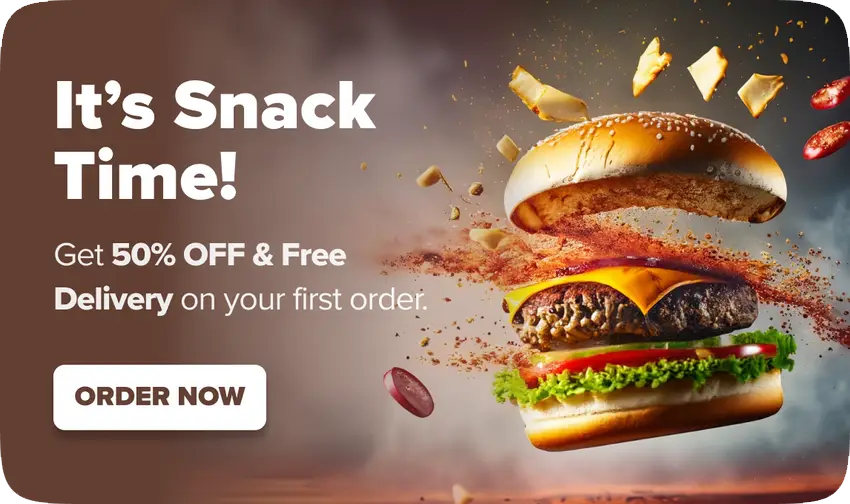 It’s Snack
Time!
Get 50% OFF & Free
Delivery on your first order.
ORDER NOW